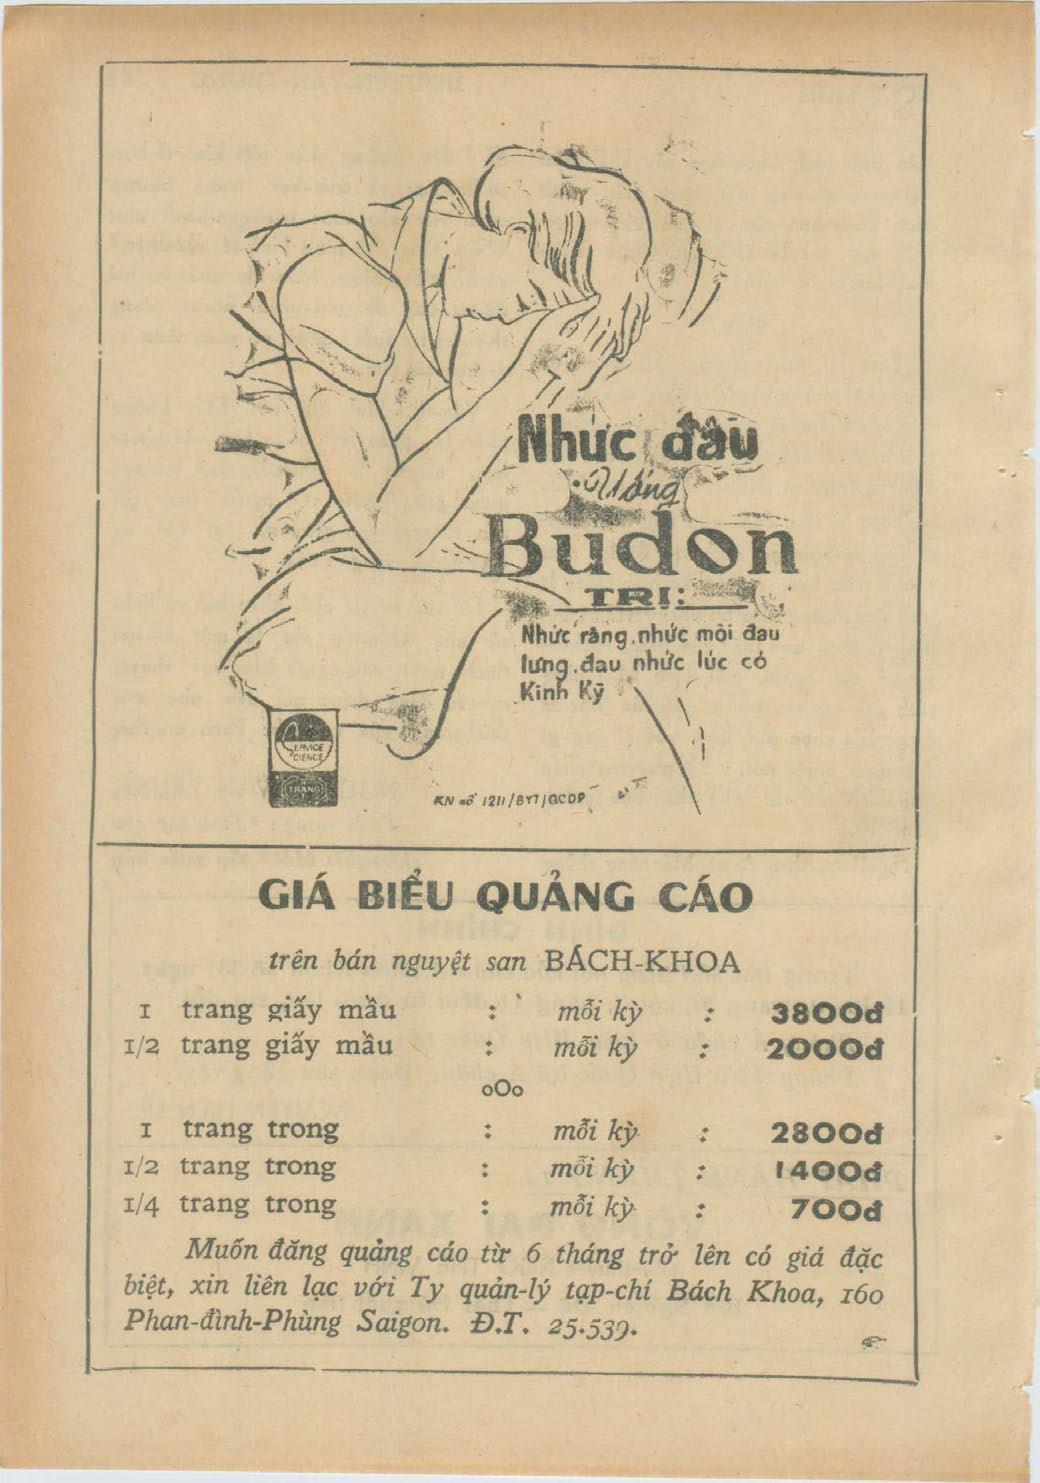 Nhức đầu
Uống
Budon
TRỊ:
Nhức răng, nhức mỏi đau
lưng, đau nhức lúc có
Kinh Kỳ
SERVICE
SCIENCE
TRANG
KN số 1211/BYT/QCDP
GIÁ BIỂU QUẢNG CÁO
trên bán nguyệt san BÁCH-KHOA
1 trang giấy mầu : mỗi kỳ : 3800đ
1/2 trang giấy mầu : mỗi kỳ : 2000đ
oOo
1 trang trong : mỗi kỳ : 2800đ
1/2 trang trong : mỗi kỳ : 1400đ
1/4 trang trong : mỗi kỳ : 700đ
Muốn đăng quảng cáo từ 6 tháng trở lên có giá đặc
biệt, xin liên lạc với Ty quản-lý tạp-chí Bách Khoa, 160
Phan-đình-Phùng Saigon. Đ.T. 25.539.